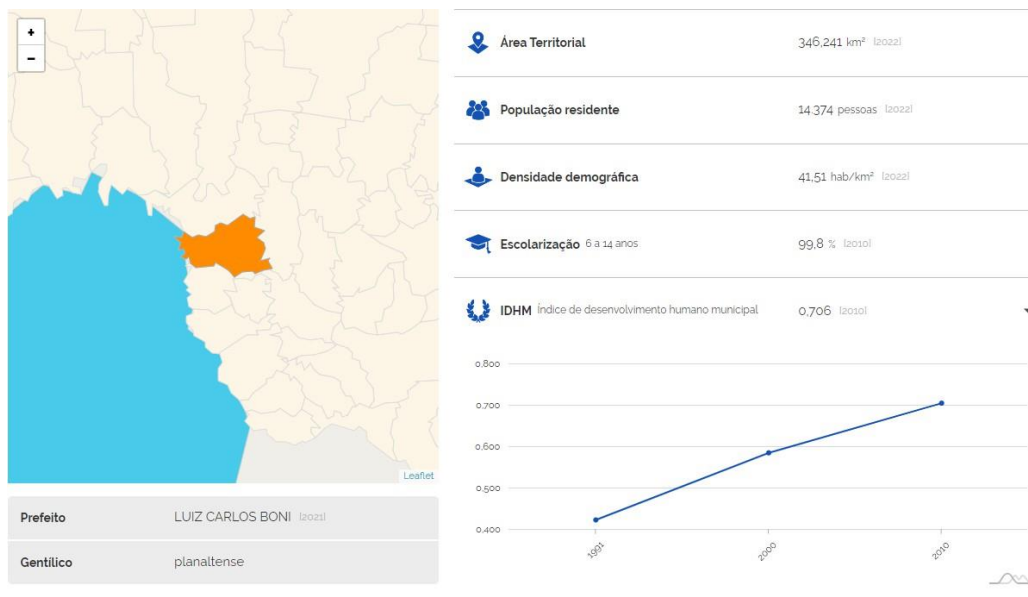 +
−
Leaflet
Prefeito LUIZ CARLOS BONI [2021]
Gentílico planaltense
Área Territorial 346,241 km² [2022]
População residente 14.374 pessoas [2022]
Densidade demográfica 41,51 hab/km² [2022]
Escolarização 6 a 14 anos 99,8 % [2010]
IDHM Índice de desenvolvimento humano municipal 0,706 [2010]
0,800
0,700
0,600
0,500
0,400
1991
2000
2010